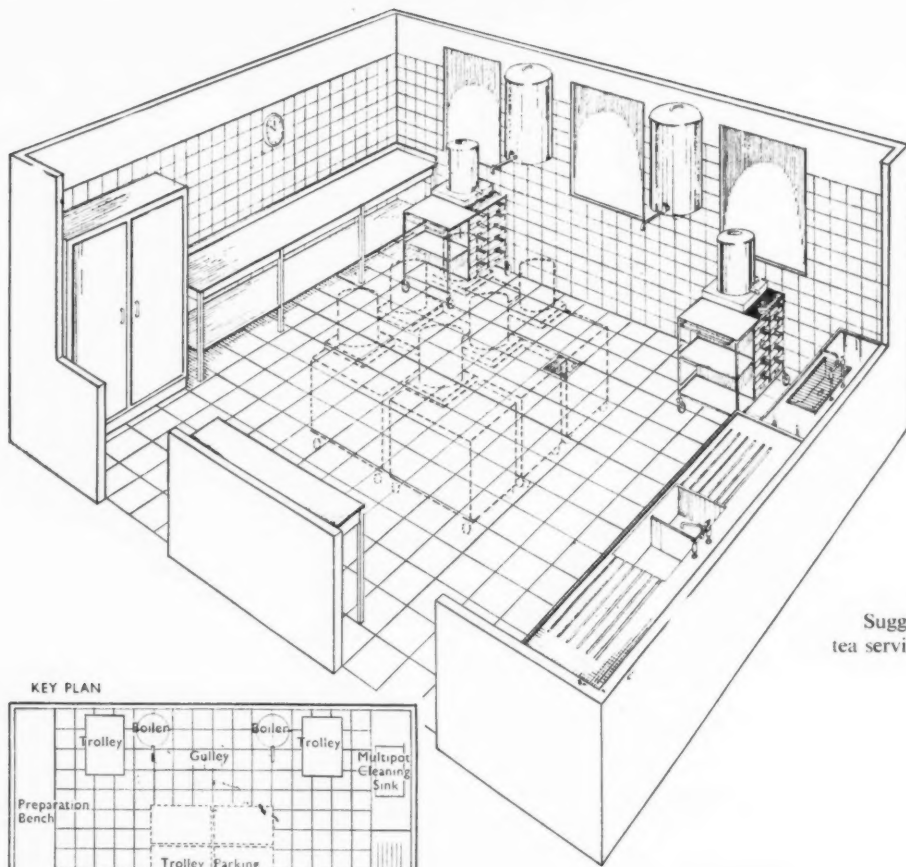 Sugg
tea servi
KEY PLAN
Trolley
Boiler
Boiler
Trolley
Gulley
Multipot
Cleaning
Sink
Preparation
Bench
Trolley Parking